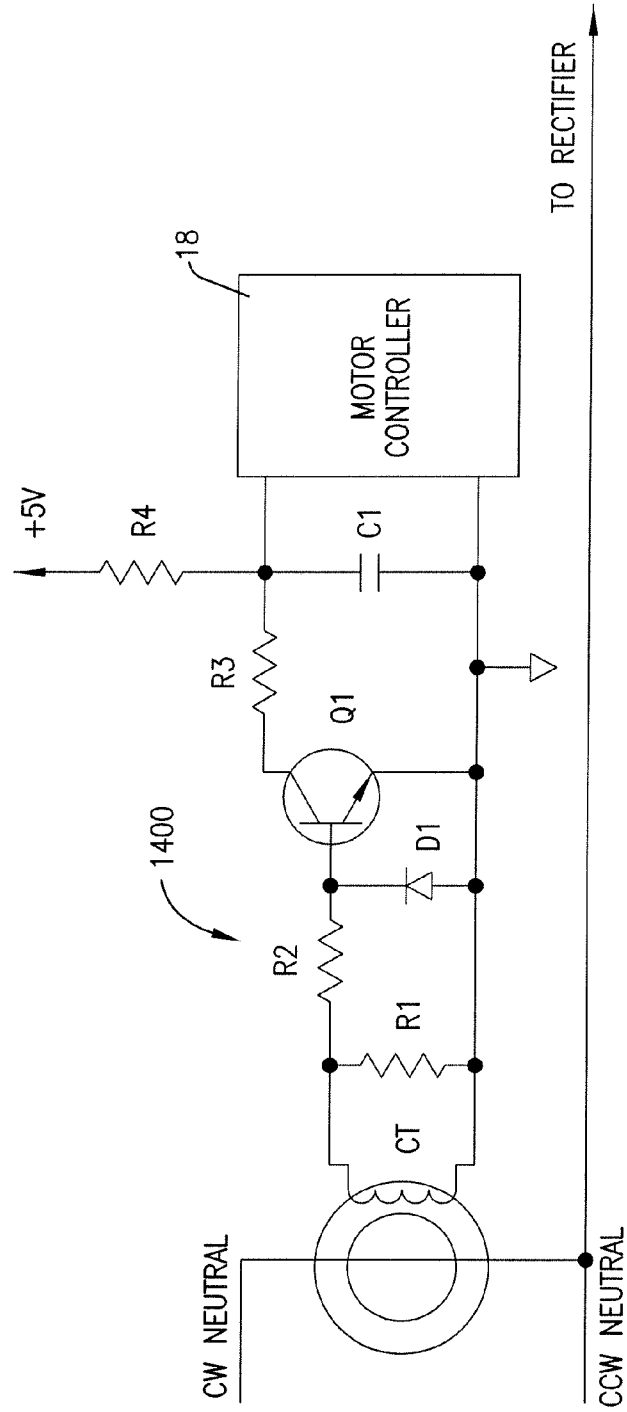 CW NEUTRAL
CCW NEUTRAL
CT
R1
R2
1400
D1
Q1
R3
+5V
R4
C1
18
MOTOR
CONTROLLER
TO RECTIFIER